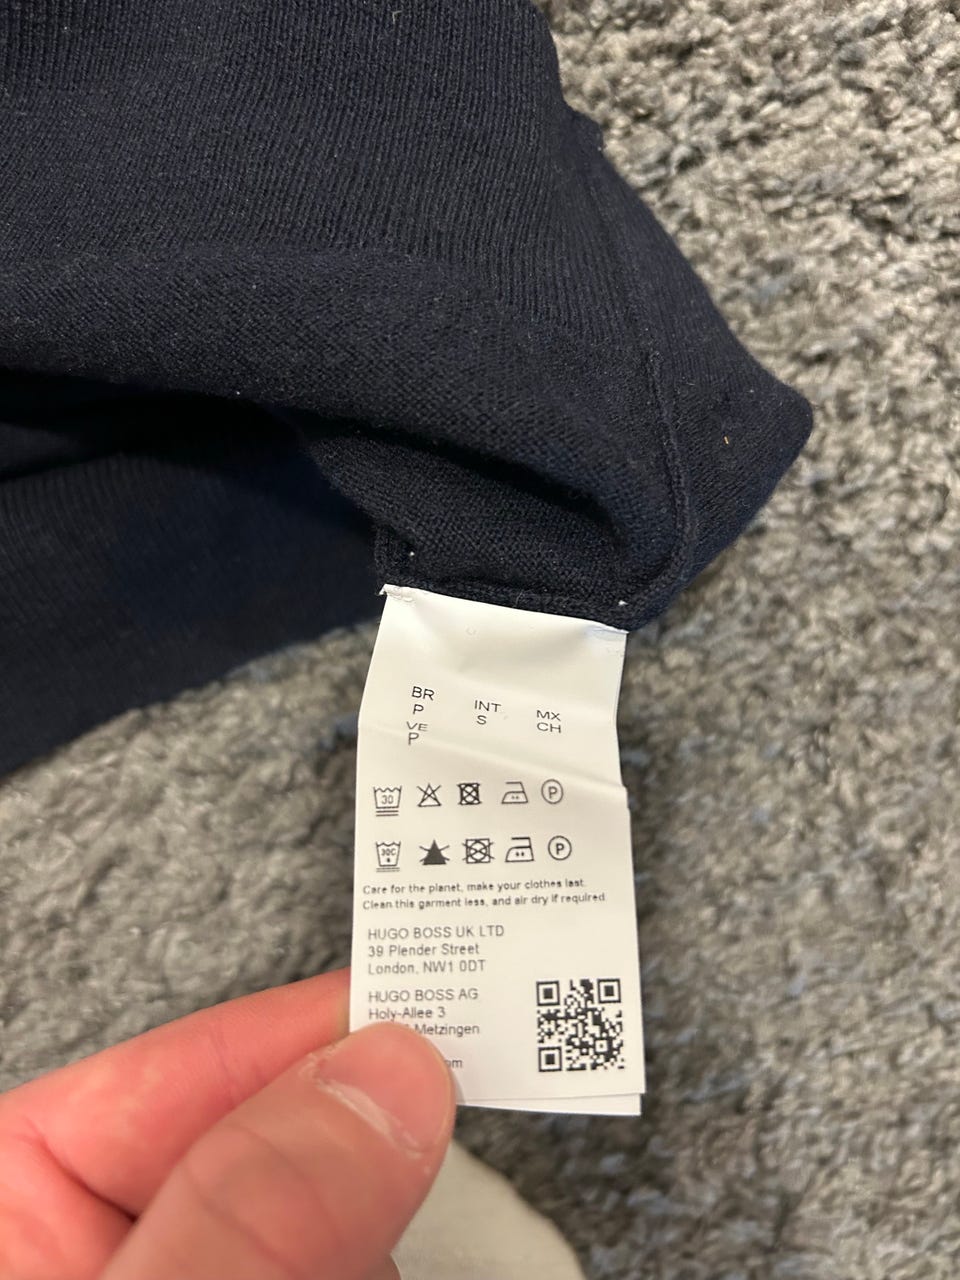 BR
P
INT
S
MX
CH
VE
P
30
P
30C
P
Care for the planet, make your clothes last.
Clean this garment less, and air dry if required.
HUGO BOSS UK LTD
39 Plender Street
London, NW1 0DT
HUGO BOSS AG
Holy-Allee 3
Metzingen